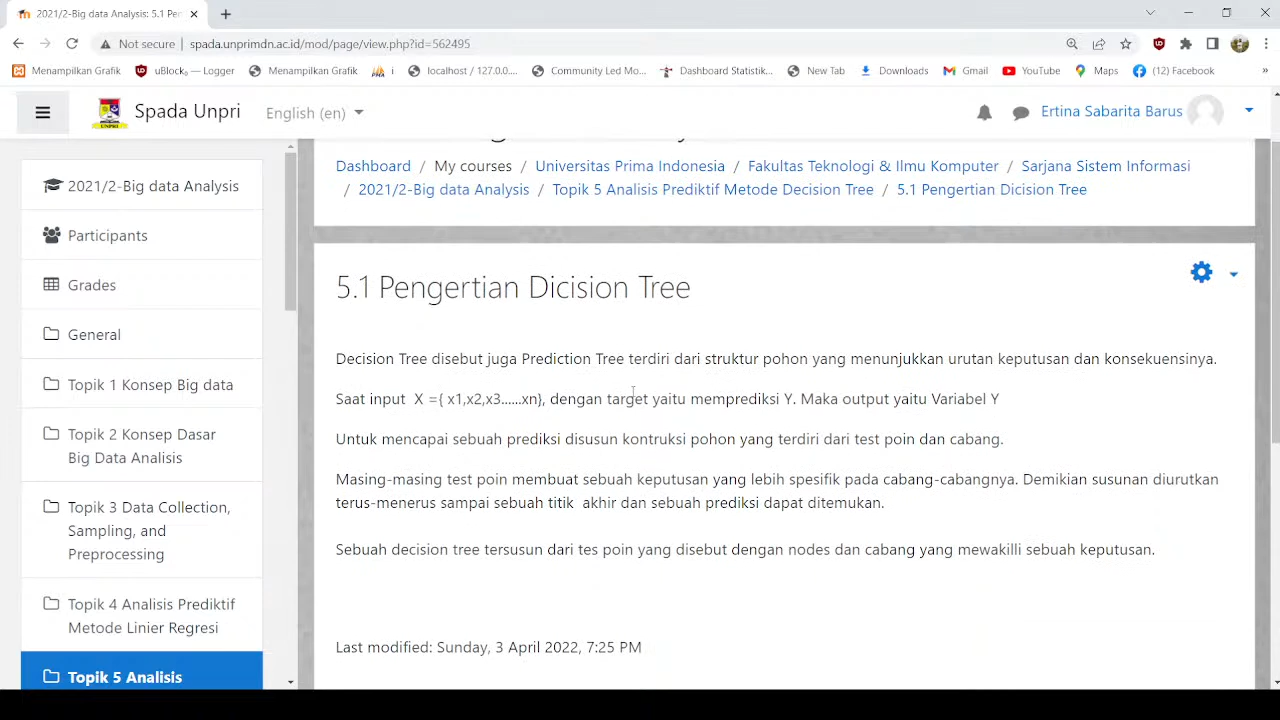 2021/2-Big data Analysis: 5.1 Per
Not secure | spada.unprimdn.ac.id/mod/page/view.php?id=562495
Menampilkan Grafik uBlock₀ — Logger Menampilkan Grafik i localhost / 127.0.0.... Community Led Mo... Dashboard Statistik... New Tab Downloads Gmail YouTube Maps (12) Facebook »
UNPRI Spada Unpri English (en) Ertina Sabarita Barus
Dashboard / My courses / Universitas Prima Indonesia / Fakultas Teknologi & Ilmu Komputer / Sarjana Sistem Informasi
/ 2021/2-Big data Analysis / Topik 5 Analisis Prediktif Metode Decision Tree / 5.1 Pengertian Dicision Tree
2021/2-Big data Analysis
Participants
Grades
General
Topik 1 Konsep Big data
Topik 2 Konsep Dasar
Big Data Analisis
Topik 3 Data Collection,
Sampling, and
Preprocessing
Topik 4 Analisis Prediktif
Metode Linier Regresi
Topik 5 Analisis
5.1 Pengertian Dicision Tree
Decision Tree disebut juga Prediction Tree terdiri dari struktur pohon yang menunjukkan urutan keputusan dan konsekuensinya.
Saat input X ={ x1,x2,x3......xn}, dengan target yaitu memprediksi Y. Maka output yaitu Variabel Y
Untuk mencapai sebuah prediksi disusun kontruksi pohon yang terdiri dari test poin dan cabang.
Masing-masing test poin membuat sebuah keputusan yang lebih spesifik pada cabang-cabangnya. Demikian susunan diurutkan
terus-menerus sampai sebuah titik akhir dan sebuah prediksi dapat ditemukan.
Sebuah decision tree tersusun dari tes poin yang disebut dengan nodes dan cabang yang mewakilli sebuah keputusan.
Last modified: Sunday, 3 April 2022, 7:25 PM